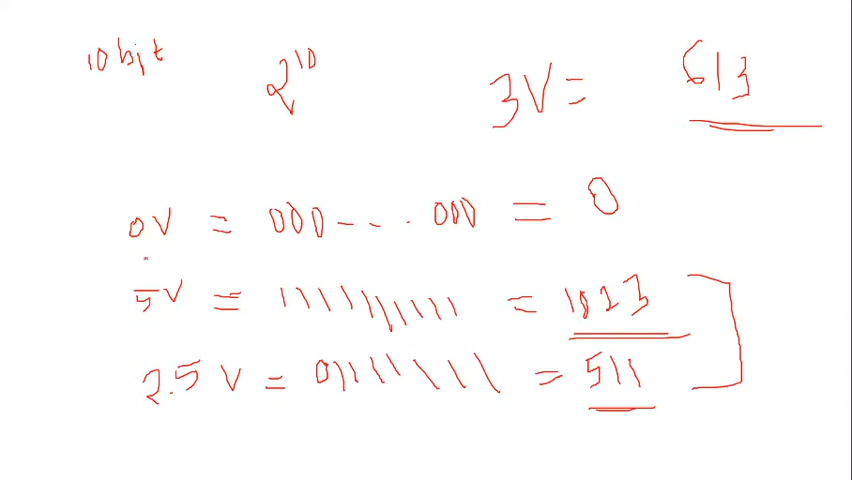 10 bit 2^10 3V = 613
0V = 000--. 000 = 0
5V = 1111111111 = 1023
2.5 V = 0111111111 = 511